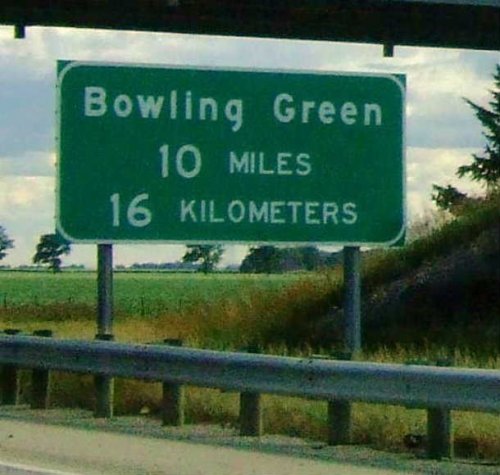 Bowling Green
10 MILES
16 KILOMETERS